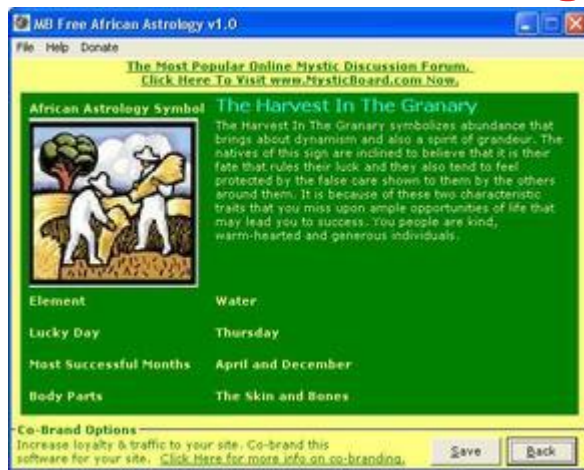 MB Free African Astrology v1.0
File Help Donate
The Most Popular Online Mystic Discussion Forum.
Click Here To Visit www.MysticBoard.com Now.
African Astrology Symbol
The Harvest In The Granary
The Harvest In The Granary symbolizes abundance that
brings about dynamism and also a spirit of grandeur. The
natives of this sign are inclined to believe that it is their
fate that rules their luck and they also tend to feel
protected by the false care shown to them by the others
around them. It is because of these two characteristic
traits that you miss upon ample opportunities of life that
may lead you to success. You people are kind,
warm-hearted and generous individuals.
Element Water
Lucky Day Thursday
Most Successful Months April and December
Body Parts The Skin and Bones
Co-Brand Options
Increase loyalty & traffic to your site. Co-brand this
software for your site. Click Here for more info on co-branding.
Save Back